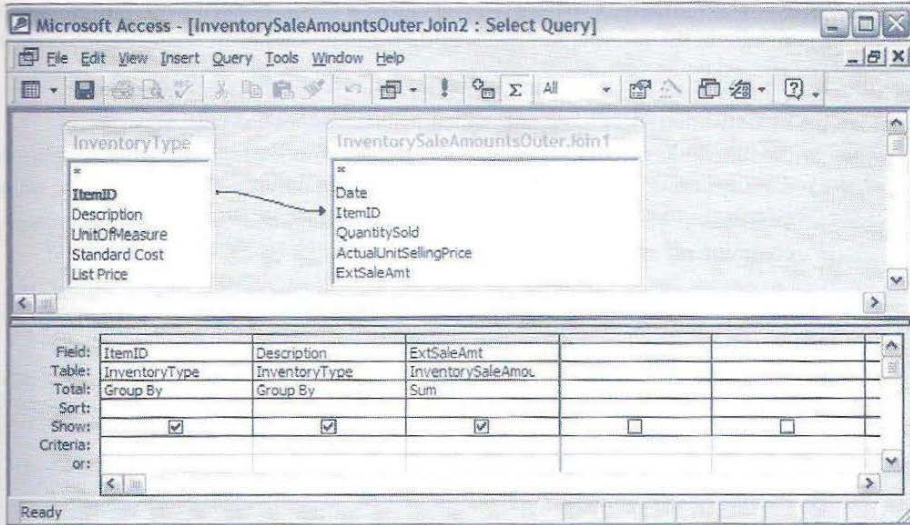 Microsoft Access - [InventorySaleAmountsOuterJoin2 : Select Query]
File Edit View Insert Query Tools Window Help
Σ All
InventoryType
*
ItemID
Description
UnitOfMeasure
Standard Cost
List Price
InventorySaleAmountsOuterJoin1
*
Date
ItemID
QuantitySold
ActualUnitSellingPrice
ExtSaleAmt
Field: ItemID Description ExtSaleAmt
Table: InventoryType InventoryType InventorySaleAmou
Total: Group By Group By Sum
Sort:
Show:
Criteria:
or:
Ready